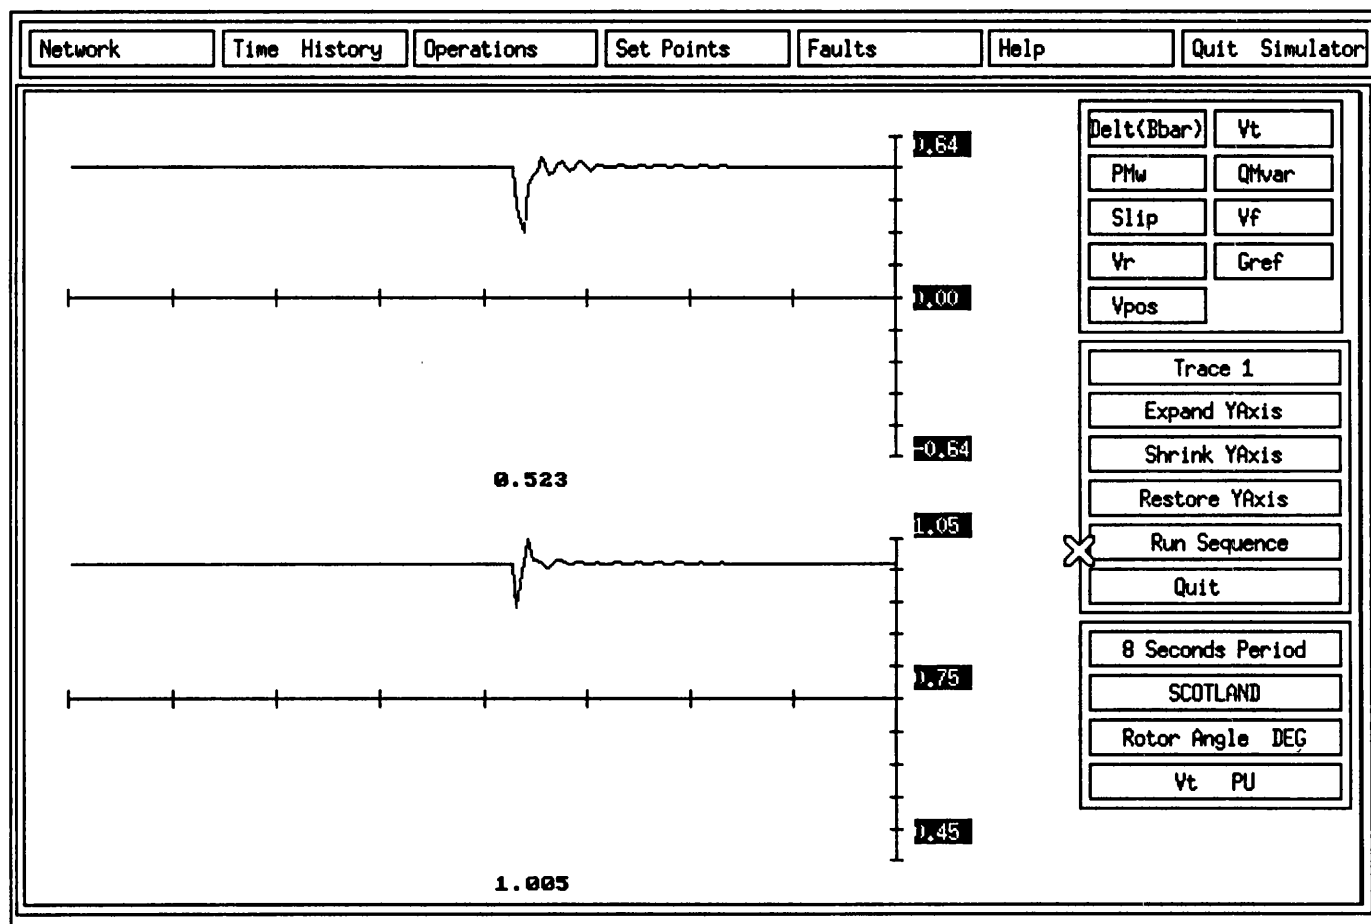 Network Time History Operations Set Points Faults Help Quit Simulator
0.64
0.00
-0.64
0.523
1.05
0.75
0.45
1.005
Delt(Bbar) Vt
PMw QMvar
Slip Vf
Vr Gref
Vpos
Trace 1
Expand YAxis
Shrink YAxis
Restore YAxis
Run Sequence
Quit
8 Seconds Period
SCOTLAND
Rotor Angle DEG
Vt PU